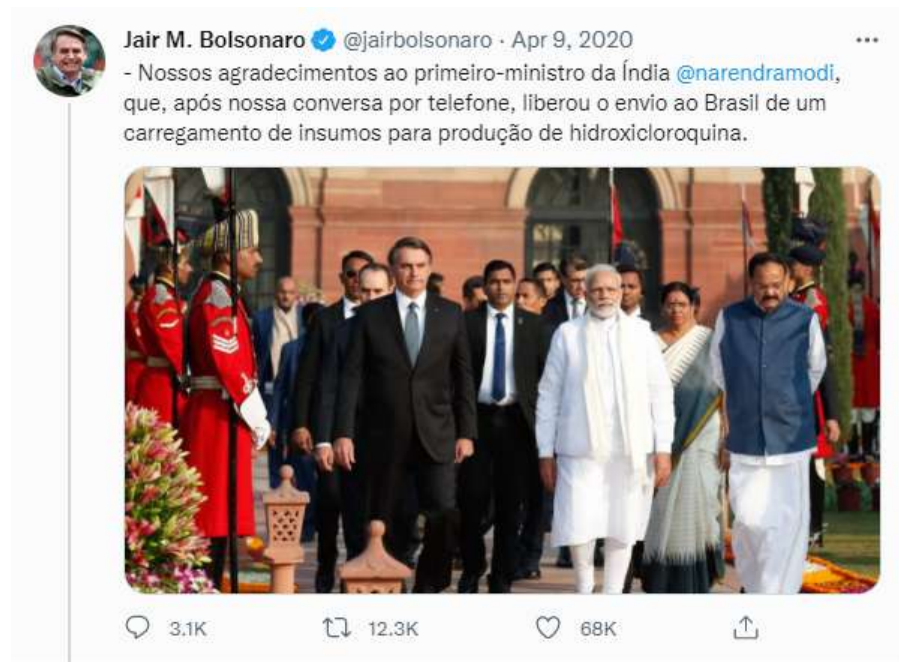 Jair M. Bolsonaro @jairbolsonaro · Apr 9, 2020
- Nossos agradecimentos ao primeiro-ministro da Índia @narendramodi,
que, após nossa conversa por telefone, liberou o envio ao Brasil de um
carregamento de insumos para produção de hidroxicloroquina.
3.1K 12.3K 68K